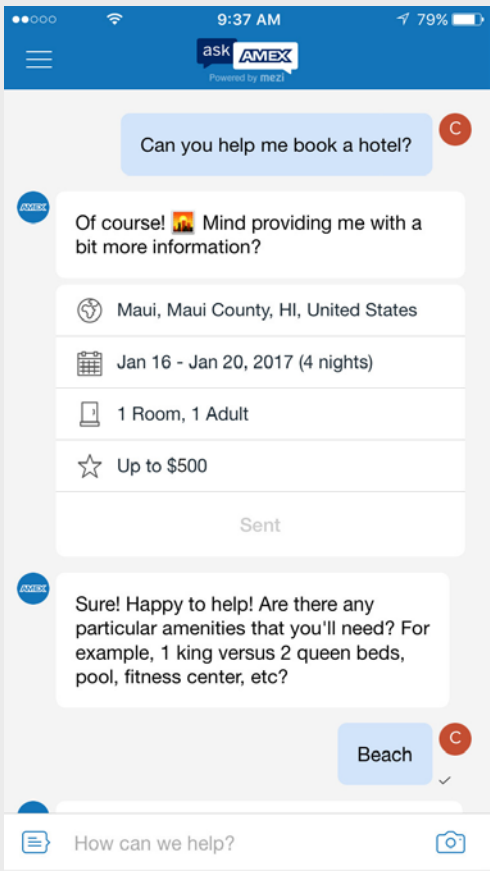 9:37 AM
79%
ask AMEX
Powered by mezi
Can you help me book a hotel?
C
AMEX
Of course! 🌇 Mind providing me with a
bit more information?
Maui, Maui County, HI, United States
Jan 16 - Jan 20, 2017 (4 nights)
1 Room, 1 Adult
Up to $500
Sent
AMEX
Sure! Happy to help! Are there any
particular amenities that you'll need? For
example, 1 king versus 2 queen beds,
pool, fitness center, etc?
Beach
C
How can we help?